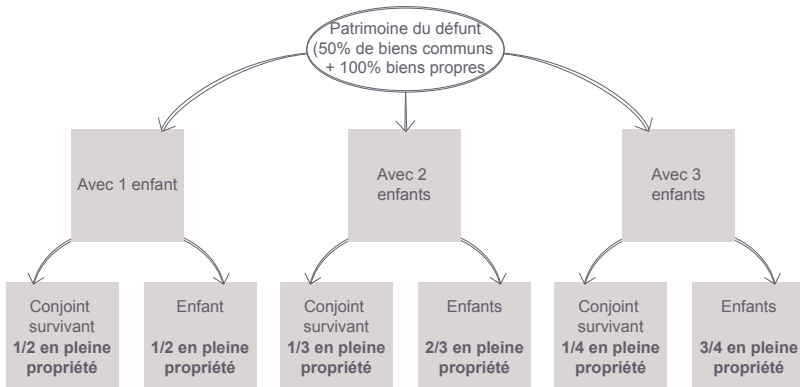 Patrimoine du défunt
(50% de biens communs
+ 100% biens propres
Avec 1 enfant
Avec 2
enfants
Avec 3
enfants
Conjoint
survivant
1/2 en pleine
propriété
Enfant
1/2 en pleine
propriété
Conjoint
survivant
1/3 en pleine
propriété
Enfants
2/3 en pleine
propriété
Conjoint
survivant
1/4 en pleine
propriété
Enfants
3/4 en pleine
propriété